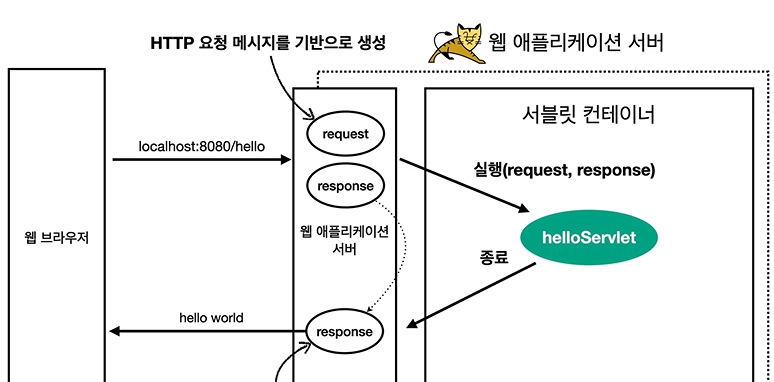 HTTP 요청 메시지를 기반으로 생성
웹 애플리케이션 서버
서블릿 컨테이너
request
localhost:8080/hello
실행(request, response)
response
웹 브라우저
웹 애플리케이션
서버
helloServlet
종료
hello world
response